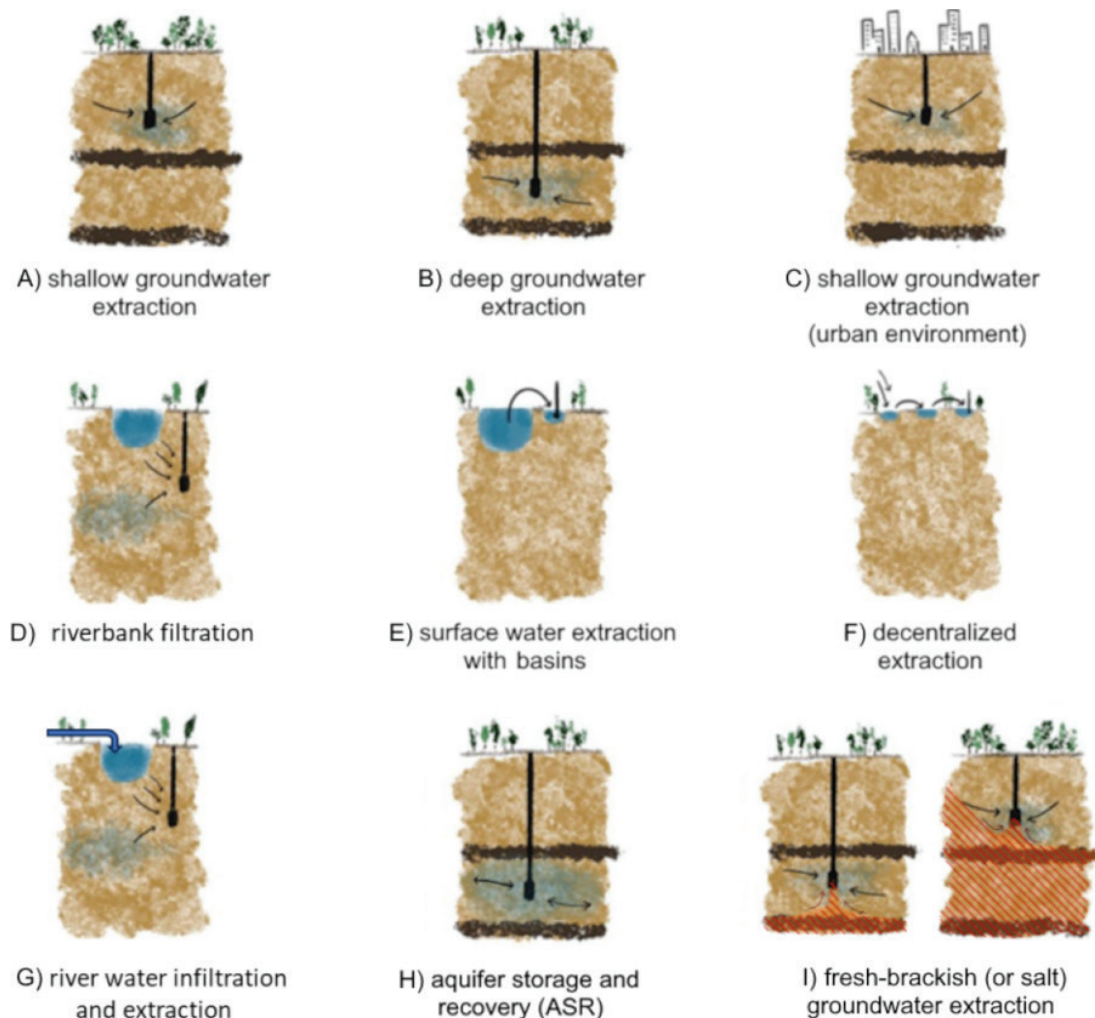 A) shallow groundwater
extraction
B) deep groundwater
extraction
C) shallow groundwater
extraction
(urban environment)
D) riverbank filtration
E) surface water extraction
with basins
F) decentralized
extraction
G) river water infiltration
and extraction
H) aquifer storage and
recovery (ASR)
I) fresh-brackish (or salt)
groundwater extraction